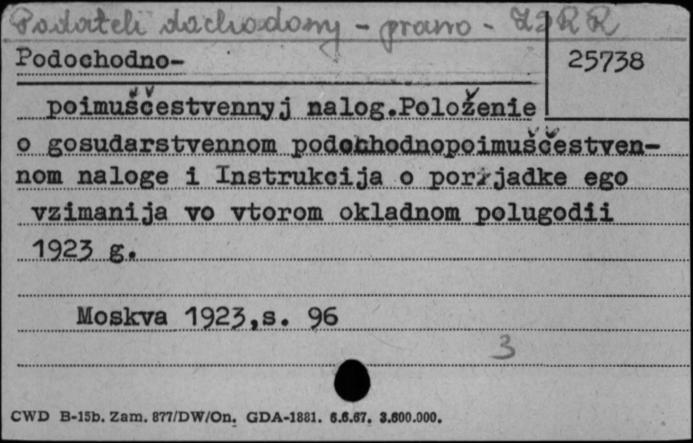 Podatek dochodowy - prawo - ZSRR
Podochodno-
25738
poimuščestvennyj nalog.Položenie
o gosudarstvennom podochodnopoimuščestven-
nom naloge i Instrukcija o porjadke ego
vzimanija vo vtorom okladnom polugodii
1923 g.
Moskva 1923,s. 96
3
CWD B-15b. Zam. 877/DW/On. GDA-1881. 6.6.67. 3.600.000.